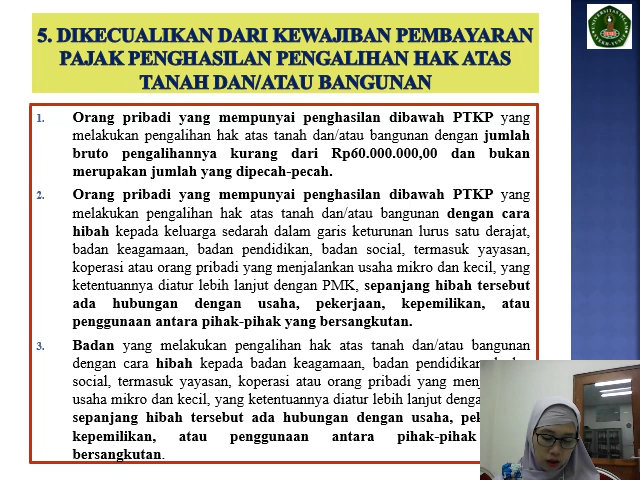 5. DIKECUALIKAN DARI KEWAJIBAN PEMBAYARAN
PAJAK PENGHASILAN PENGALIHAN HAK ATAS
TANAH DAN/ATAU BANGUNAN
1. Orang pribadi yang mempunyai penghasilan dibawah PTKP yang
melakukan pengalihan hak atas tanah dan/atau bangunan dengan jumlah
bruto pengalihannya kurang dari Rp60.000.000,00 dan bukan
merupakan jumlah yang dipecah-pecah.
2. Orang pribadi yang mempunyai penghasilan dibawah PTKP yang
melakukan pengalihan hak atas tanah dan/atau bangunan dengan cara
hibah kepada keluarga sedarah dalam garis keturunan lurus satu derajat,
badan keagamaan, badan pendidikan, badan social, termasuk yayasan,
koperasi atau orang pribadi yang menjalankan usaha mikro dan kecil, yang
ketentuannya diatur lebih lanjut dengan PMK, sepanjang hibah tersebut
ada hubungan dengan usaha, pekerjaan, kepemilikan, atau
penggunaan antara pihak-pihak yang bersangkutan.
3. Badan yang melakukan pengalihan hak atas tanah dan/atau bangunan
dengan cara hibah kepada badan keagamaan, badan pendidikan,
social, termasuk yayasan, koperasi atau orang pribadi yang
usaha mikro dan kecil, yang ketentuannya diatur lebih lanjut
sepanjang hibah tersebut ada hubungan dengan usaha,
kepemilikan, atau penggunaan antara pihak-pihak
bersangkutan.